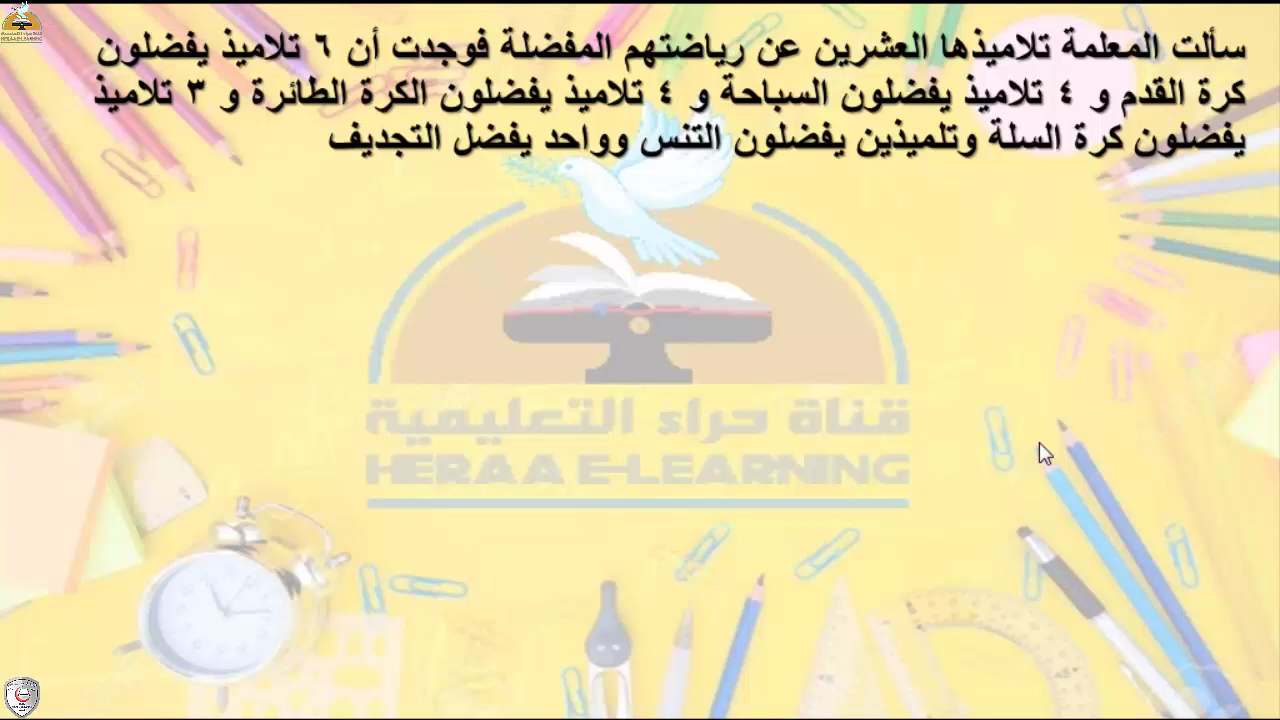 سألت المعلمة تلاميذها العشرين عن رياضتهم المفضلة فوجدت أن ٦ تلاميذ يفضلون
كرة القدم و ٤ تلاميذ يفضلون السباحة و ٤ تلاميذ يفضلون الكرة الطائرة و ٣ تلاميذ
يفضلون كرة السلة وتلميذين يفضلون التنس وواحد يفضل التجديف
قناة حراء التعليمية
HERAA E-LEARNING